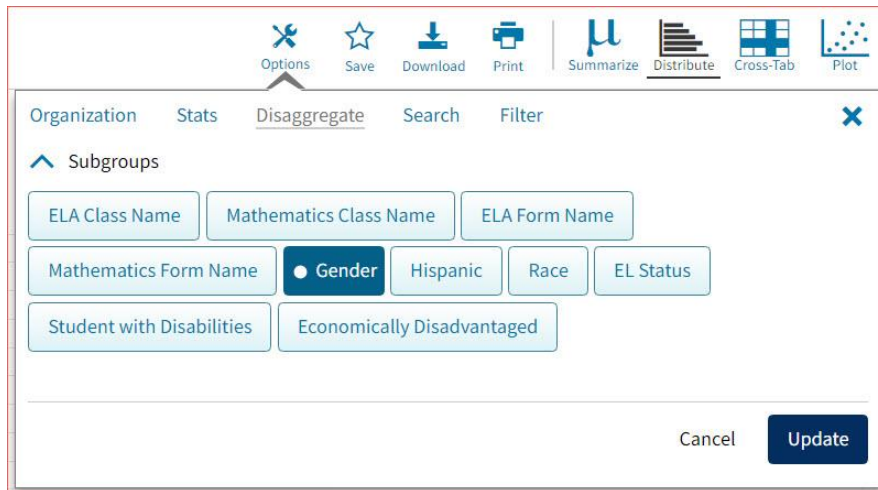 Options Save Download Print Summarize Distribute Cross-Tab Plot
Organization Stats Disaggregate Search Filter
Subgroups
ELA Class Name Mathematics Class Name ELA Form Name
Mathematics Form Name Gender Hispanic Race EL Status
Student with Disabilities Economically Disadvantaged
Cancel Update